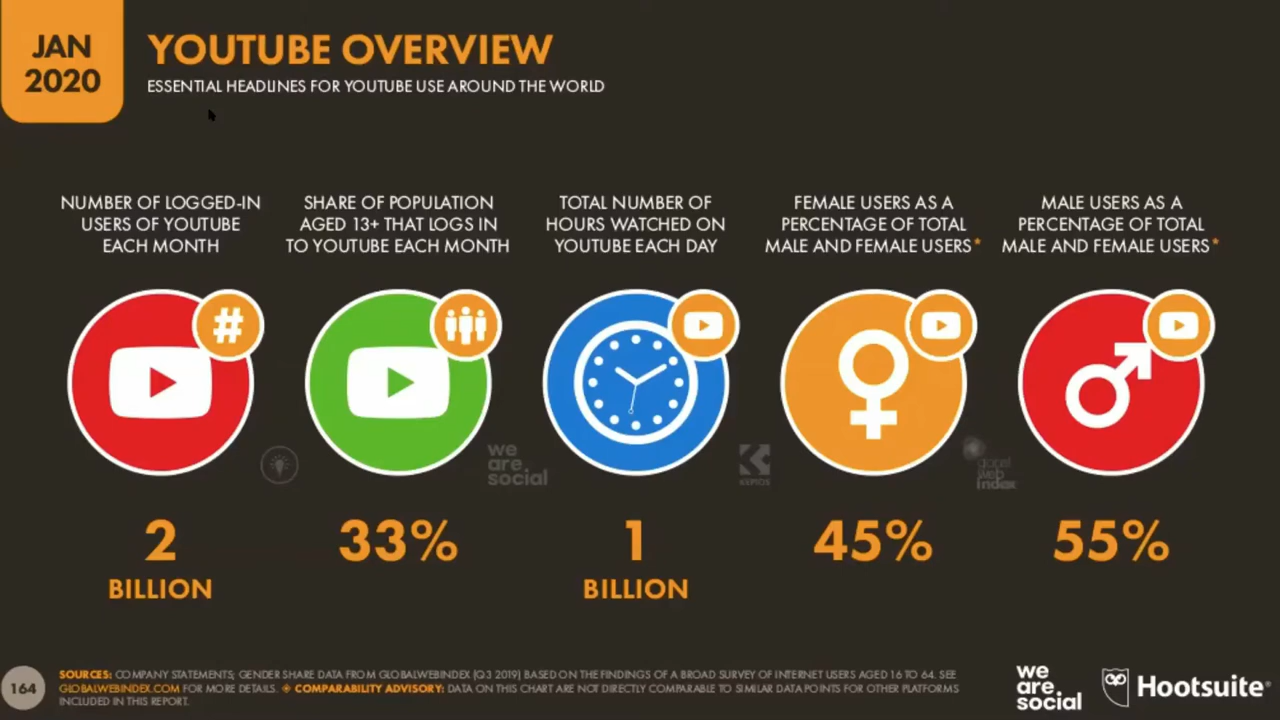 JAN
2020
YOUTUBE OVERVIEW
ESSENTIAL HEADLINES FOR YOUTUBE USE AROUND THE WORLD
NUMBER OF LOGGED-IN
USERS OF YOUTUBE
EACH MONTH
SHARE OF POPULATION
AGED 13+ THAT LOGS IN
TO YOUTUBE EACH MONTH
TOTAL NUMBER OF
HOURS WATCHED ON
YOUTUBE EACH DAY
FEMALE USERS AS A
PERCENTAGE OF TOTAL
MALE AND FEMALE USERS*
MALE USERS AS A
PERCENTAGE OF TOTAL
MALE AND FEMALE USERS*
#
we
are
social
KEPIOS
global
web
index
2
BILLION
33%
1
BILLION
45%
55%
164
SOURCES: COMPANY STATEMENTS; GENDER SHARE DATA FROM GLOBALWEBINDEX (Q3 2019) BASED ON THE FINDINGS OF A BROAD SURVEY OF INTERNET USERS AGED 16 TO 64. SEE
GLOBALWEBINDEX.COM FOR MORE DETAILS. ◈ COMPARABILITY ADVISORY: DATA ON THIS CHART ARE NOT DIRECTLY COMPARABLE TO SIMILAR DATA POINTS FOR OTHER PLATFORMS
INCLUDED IN THIS REPORT.
we
are
social
Hootsuite®